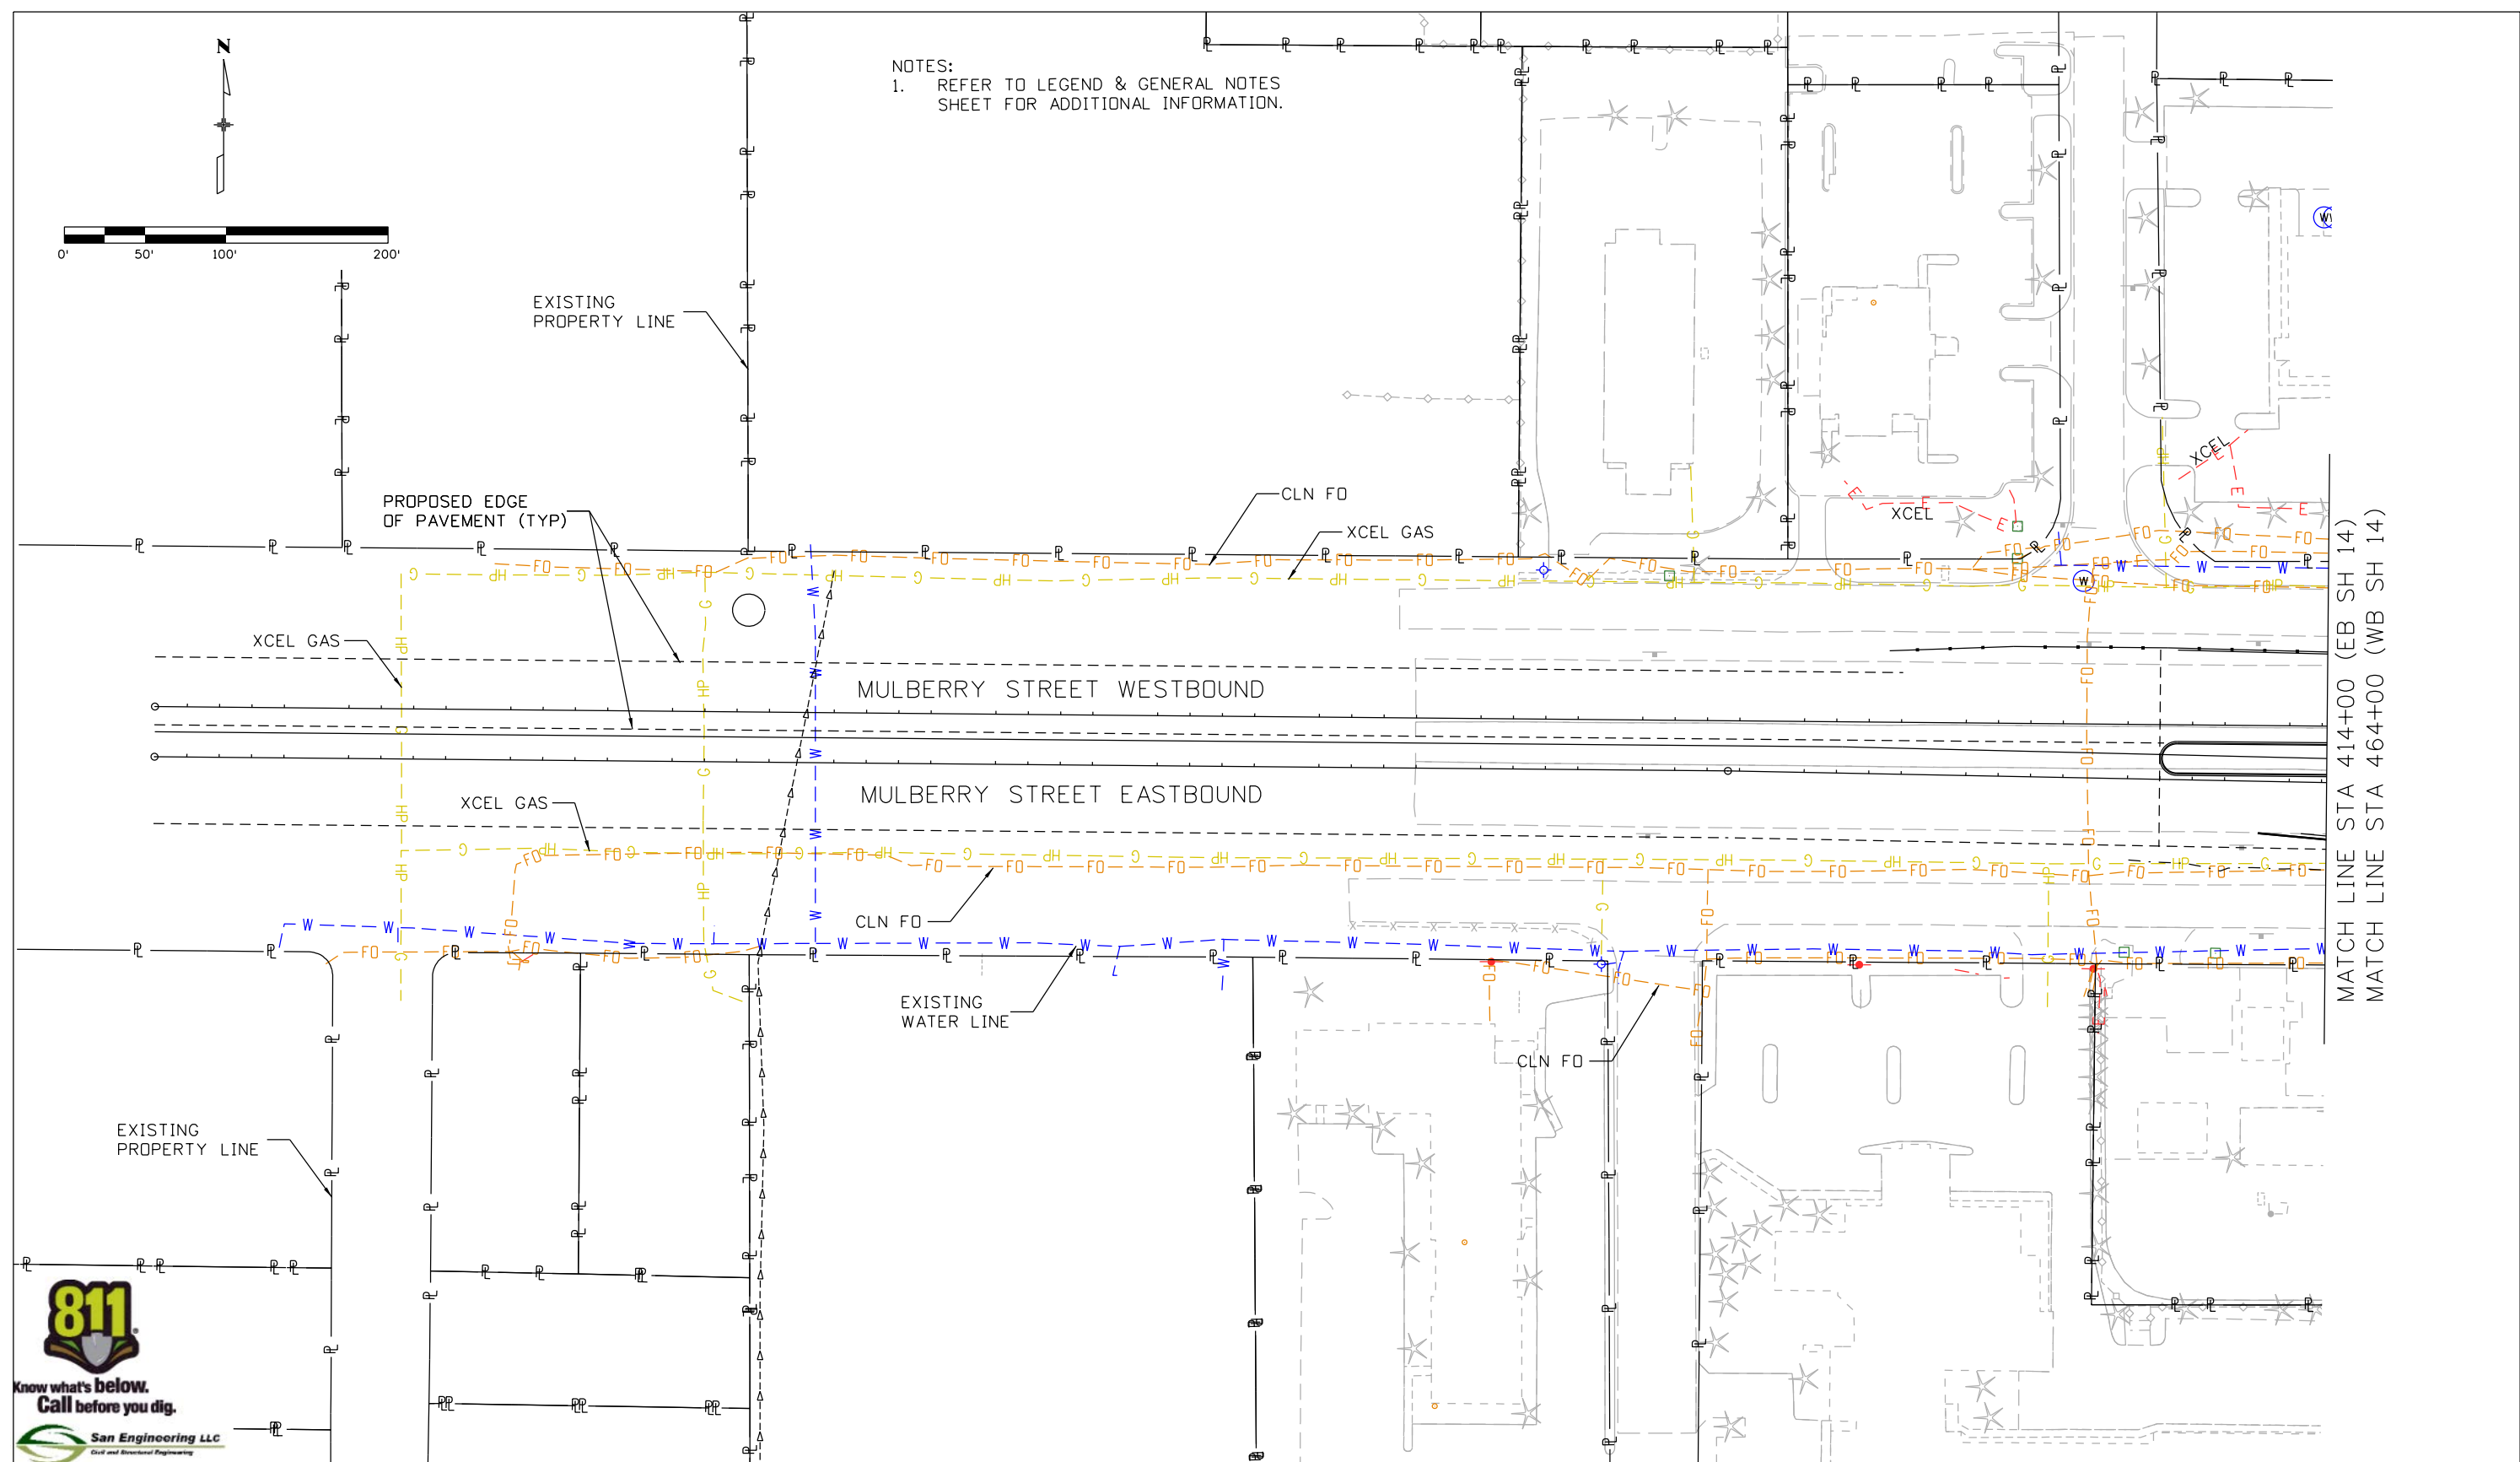 N
NOTES:
1. REFER TO LEGEND & GENERAL NOTES
SHEET FOR ADDITIONAL INFORMATION.
0' 50' 100' 200'
EXISTING
PROPERTY LINE
PROPOSED EDGE
OF PAVEMENT (TYP)
CLN FO
XCEL GAS
XCEL
XCEL
XCEL GAS
MULBERRY STREET WESTBOUND
MULBERRY STREET EASTBOUND
XCEL GAS
CLN FO
EXISTING
WATER LINE
CLN FO
EXISTING
PROPERTY LINE
MATCH LINE STA 414+00 (EB SH 14)
MATCH LINE STA 464+00 (WB SH 14)
811
Know what's below.
Call before you dig.
San Engineering LLC
Civil and Structural Engineering